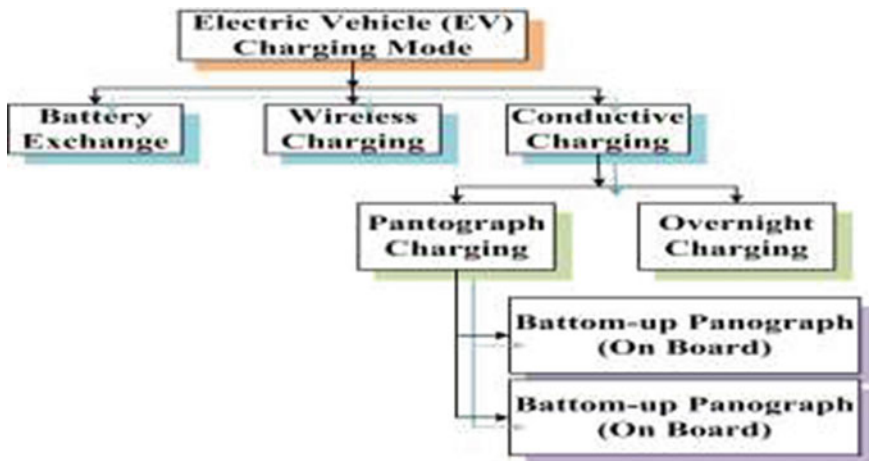 Electric Vehicle (EV)
Charging Mode
Battery
Exchange
Wireless
Charging
Conductive
Charging
Pantograph
Charging
Overnight
Charging
Battom-up Panograph
(On Board)
Battom-up Panograph
(On Board)